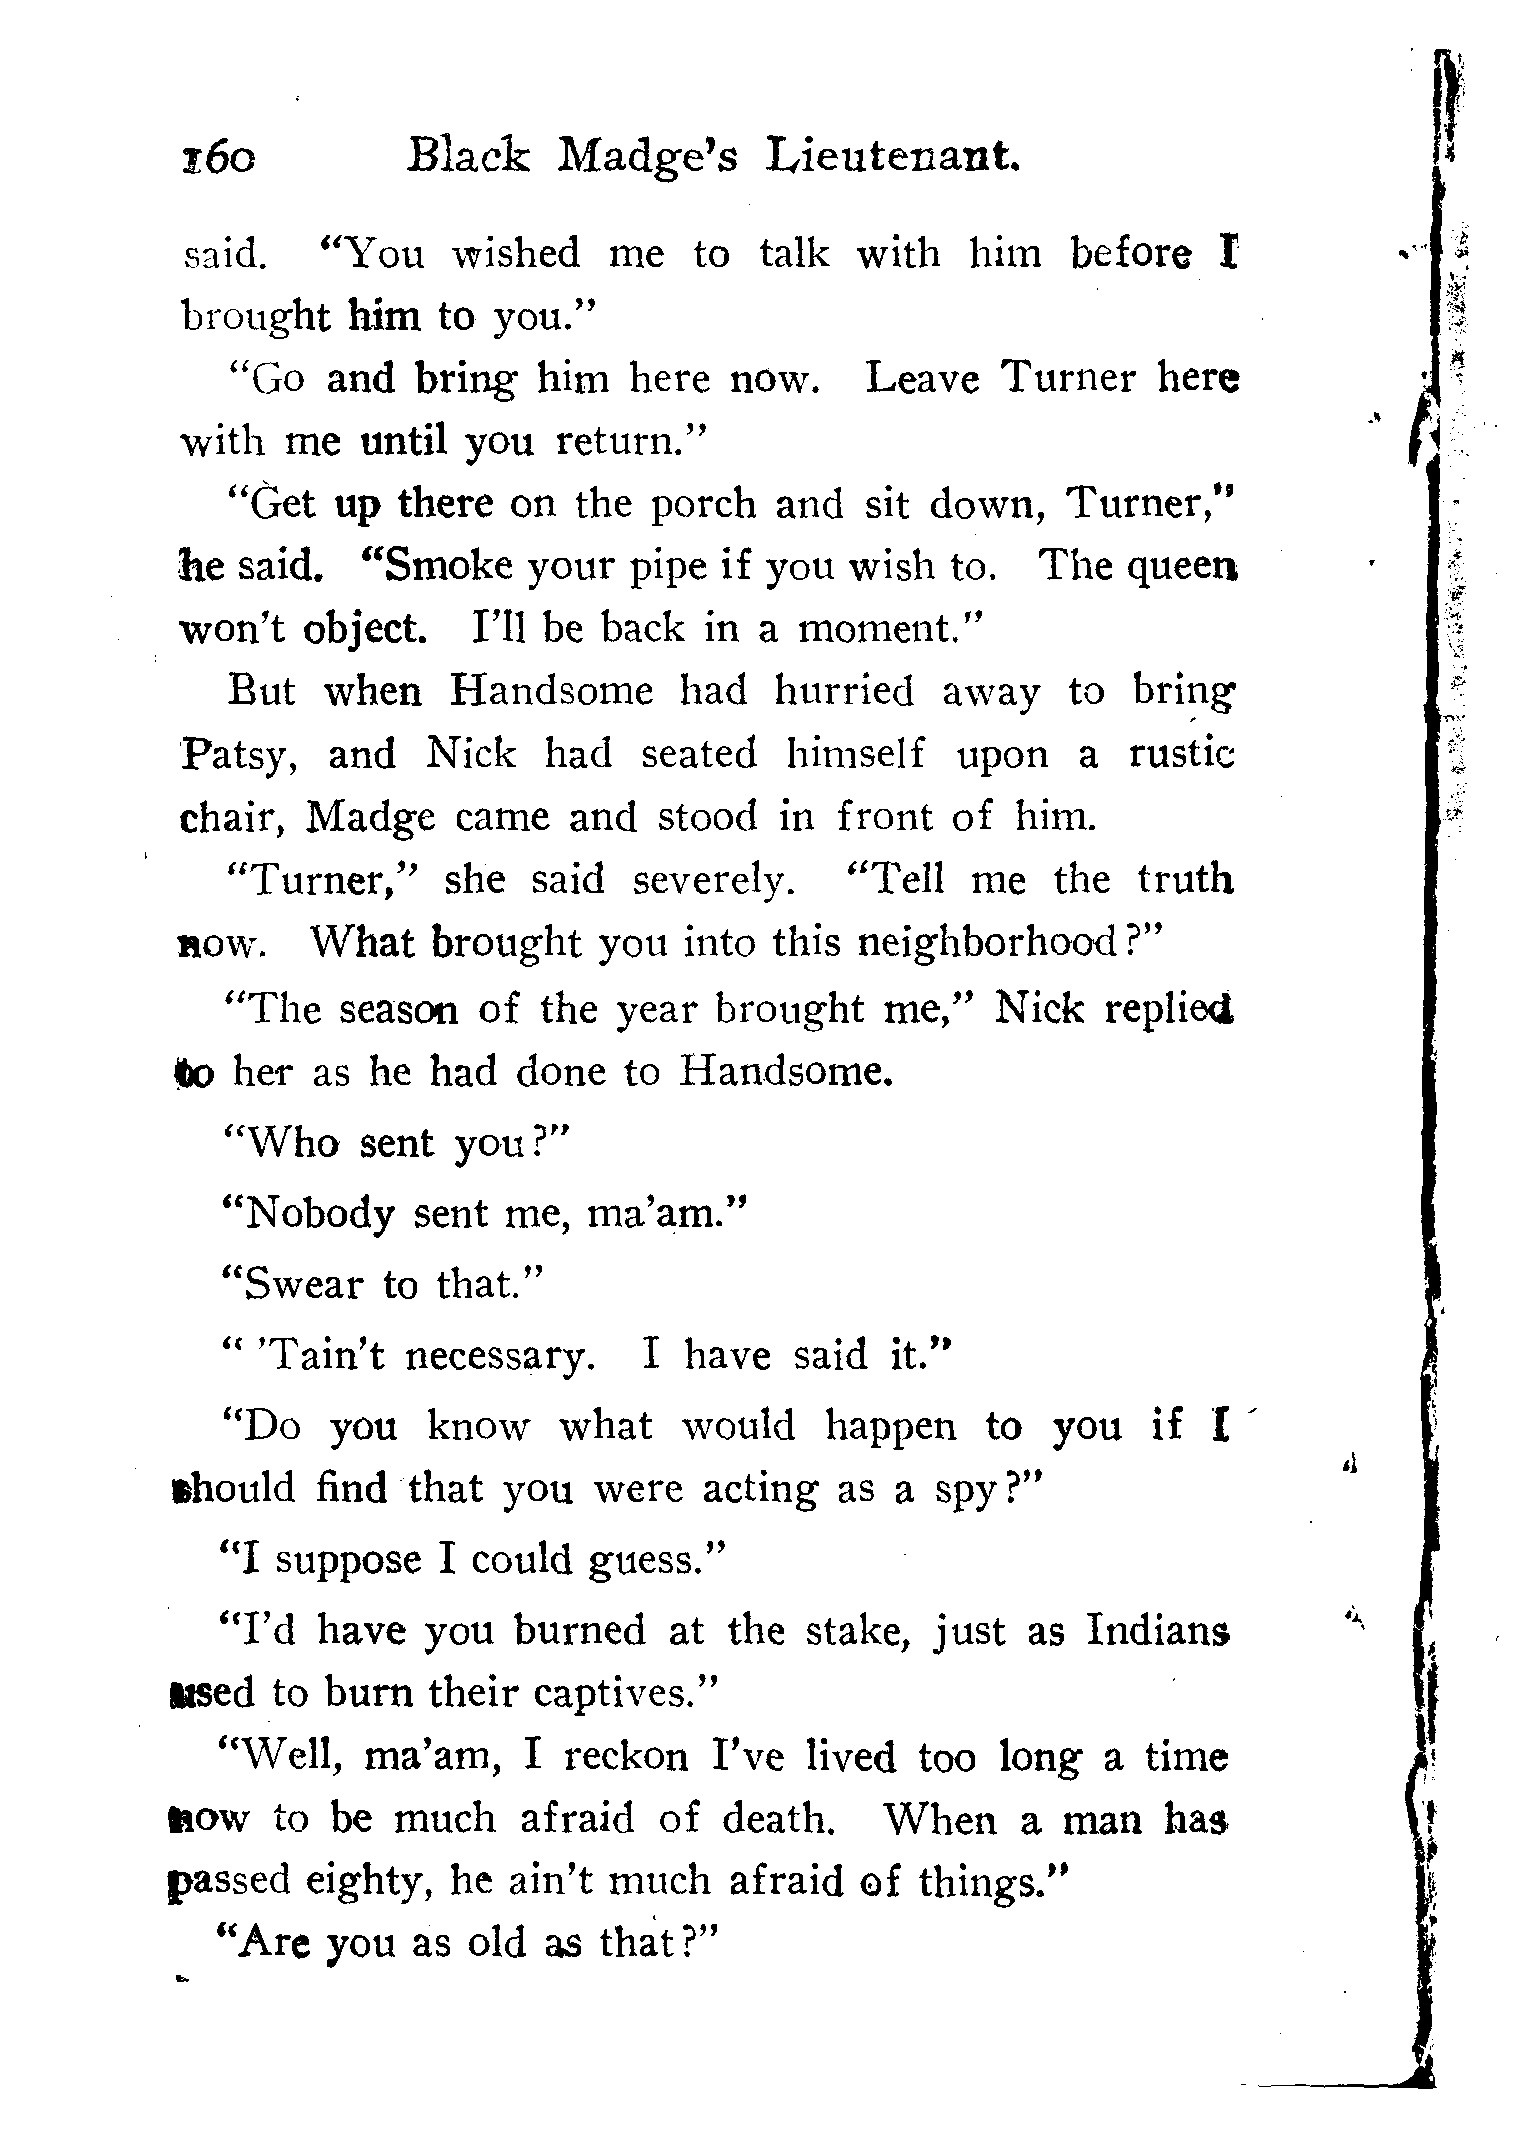 160 Black Madge's Lieutenant.
said. "You wished me to talk with him before I
brought him to you."
"Go and bring him here now. Leave Turner here
with me until you return."
"Get up there on the porch and sit down, Turner,"
he said. "Smoke your pipe if you wish to. The queen
won't object. I'll be back in a moment."
But when Handsome had hurried away to bring
Patsy, and Nick had seated himself upon a rustic
chair, Madge came and stood in front of him.
"Turner," she said severely. "Tell me the truth
now. What brought you into this neighborhood?"
"The season of the year brought me," Nick replied
to her as he had done to Handsome.
"Who sent you?"
"Nobody sent me, ma'am."
"Swear to that."
" 'Tain't necessary. I have said it."
"Do you know what would happen to you if I
should find that you were acting as a spy?"
"I suppose I could guess."
"I'd have you burned at the stake, just as Indians
used to burn their captives."
"Well, ma'am, I reckon I've lived too long a time
now to be much afraid of death. When a man has
passed eighty, he ain't much afraid of things."
"Are you as old as that?"